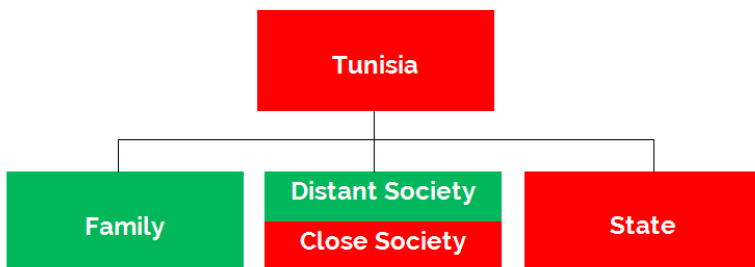 Tunisia
Family
Distant Society
Close Society
State